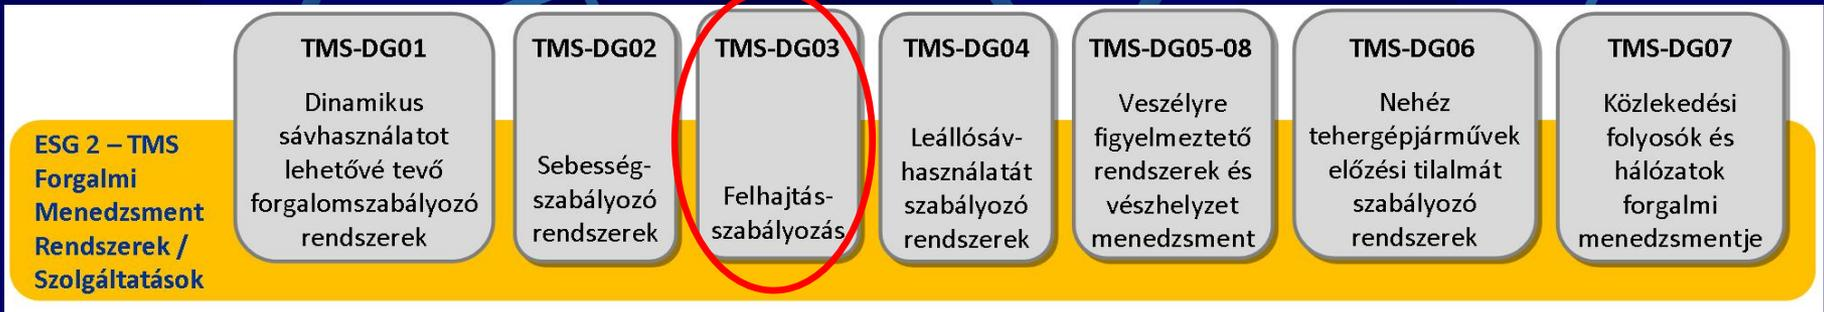 ESG 2 – TMS
Forgalmi
Menedzsment
Rendszerek /
Szolgáltatások
TMS-DG01
Dinamikus
sávhasználatot
lehetővé tevő
forgalomszabályozó
rendszerek
TMS-DG02
Sebesség-
szabályozó
rendszerek
TMS-DG03
Felhajtás-
szabályozás
TMS-DG04
Leállósáv-
használatát
szabályozó
rendszerek
TMS-DG05-08
Veszélyre
figyelmeztető
rendszerek és
vészhelyzet
menedzsment
TMS-DG06
Nehéz
tehergépjárművek
előzési tilalmát
szabályozó
rendszerek
TMS-DG07
Közlekedési
folyosók és
hálózatok
forgalmi
menedzsmentje